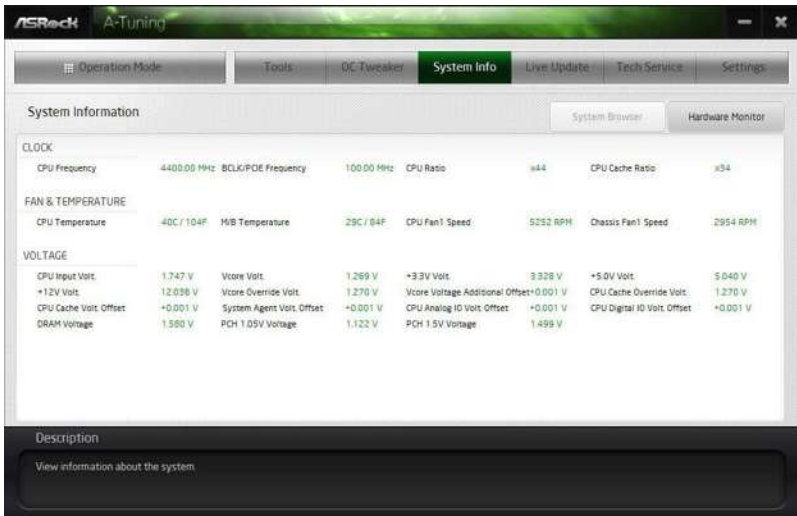 ASRock A-Tuning
Operation Mode Tools OC Tweaker System Info Live Update Tech Service Settings
System Information System Browser Hardware Monitor
CLOCK
CPU Frequency 4400.00 MHz BCLK/PCIE Frequency 100.00 MHz CPU Ratio x44 CPU Cache Ratio x34
FAN & TEMPERATURE
CPU Temperature 40C / 104F M/B Temperature 29C / 84F CPU Fan1 Speed 5252 RPM Chassis Fan1 Speed 2954 RPM
VOLTAGE
CPU Input Volt. 1.747 V Vcore Volt. 1.269 V +3.3V Volt. 3.328 V +5.0V Volt. 5.040 V
+12V Volt. 12.038 V Vcore Override Volt. 1.270 V Vcore Voltage Additional Offset +0.001 V CPU Cache Override Volt. 1.270 V
CPU Cache Volt. Offset +0.001 V System Agent Volt. Offset +0.001 V CPU Analog IO Volt. Offset +0.001 V CPU Digital IO Volt. Offset +0.001 V
DRAM Voltage 1.580 V PCH 1.05V Voltage 1.122 V PCH 1.5V Voltage 1.499 V
Description
View information about the system.